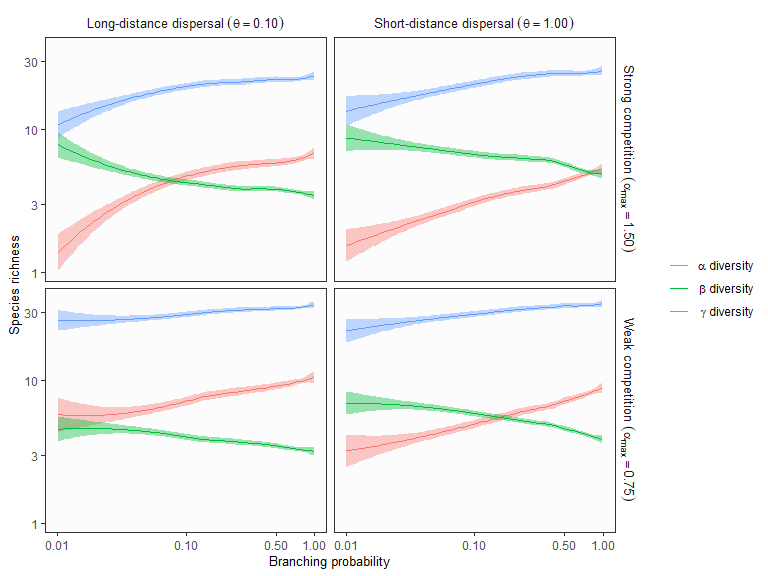 Long-distance dispersal (θ = 0.10)
Short-distance dispersal (θ = 1.00)
30
10
3
1
Strong competition (αmax = 1.50)
Species richness
30
10
3
1
Weak competition (αmax = 0.75)
0.01
0.10
0.50
1.00
0.01
0.10
0.50
1.00
Branching probability
α diversity
β diversity
γ diversity